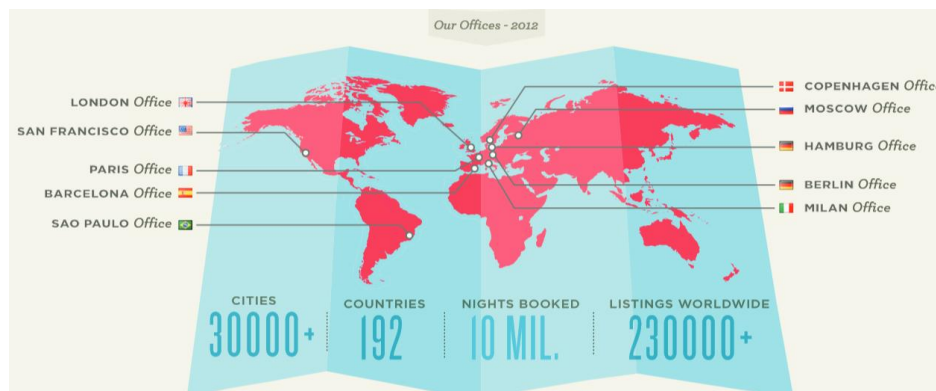 Our Offices - 2012
LONDON Office
SAN FRANCISCO Office
PARIS Office
BARCELONA Office
SAO PAULO Office
COPENHAGEN Office
MOSCOW Office
HAMBURG Office
BERLIN Office
MILAN Office
CITIES
30000+
COUNTRIES
192
NIGHTS BOOKED
10 MIL.
LISTINGS WORLDWIDE
230000+